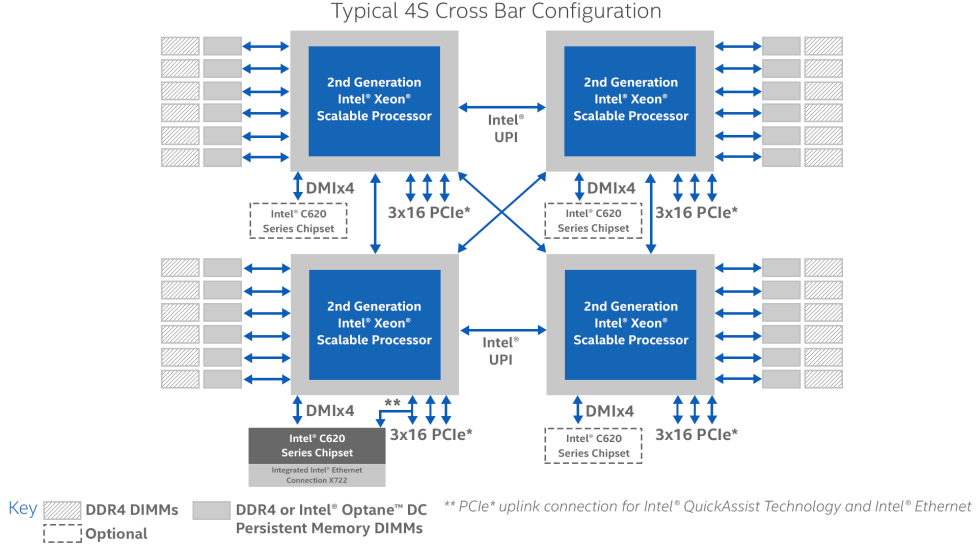 Typical 4S Cross Bar Configuration
2nd Generation
Intel® Xeon®
Scalable Processor
2nd Generation
Intel® Xeon®
Scalable Processor
Intel®
UPI
DMIx4
3x16 PCIe*
Intel® C620
Series Chipset
DMIx4
3x16 PCIe*
Intel® C620
Series Chipset
2nd Generation
Intel® Xeon®
Scalable Processor
2nd Generation
Intel® Xeon®
Scalable Processor
Intel®
UPI
DMIx4
**
3x16 PCIe*
Intel® C620
Series Chipset
Integrated Intel® Ethernet
Connection X722
DMIx4
3x16 PCIe*
Intel® C620
Series Chipset
Key
DDR4 DIMMs
Optional
DDR4 or Intel® Optane™ DC
Persistent Memory DIMMs
** PCIe* uplink connection for Intel® QuickAssist Technology and Intel® Ethernet